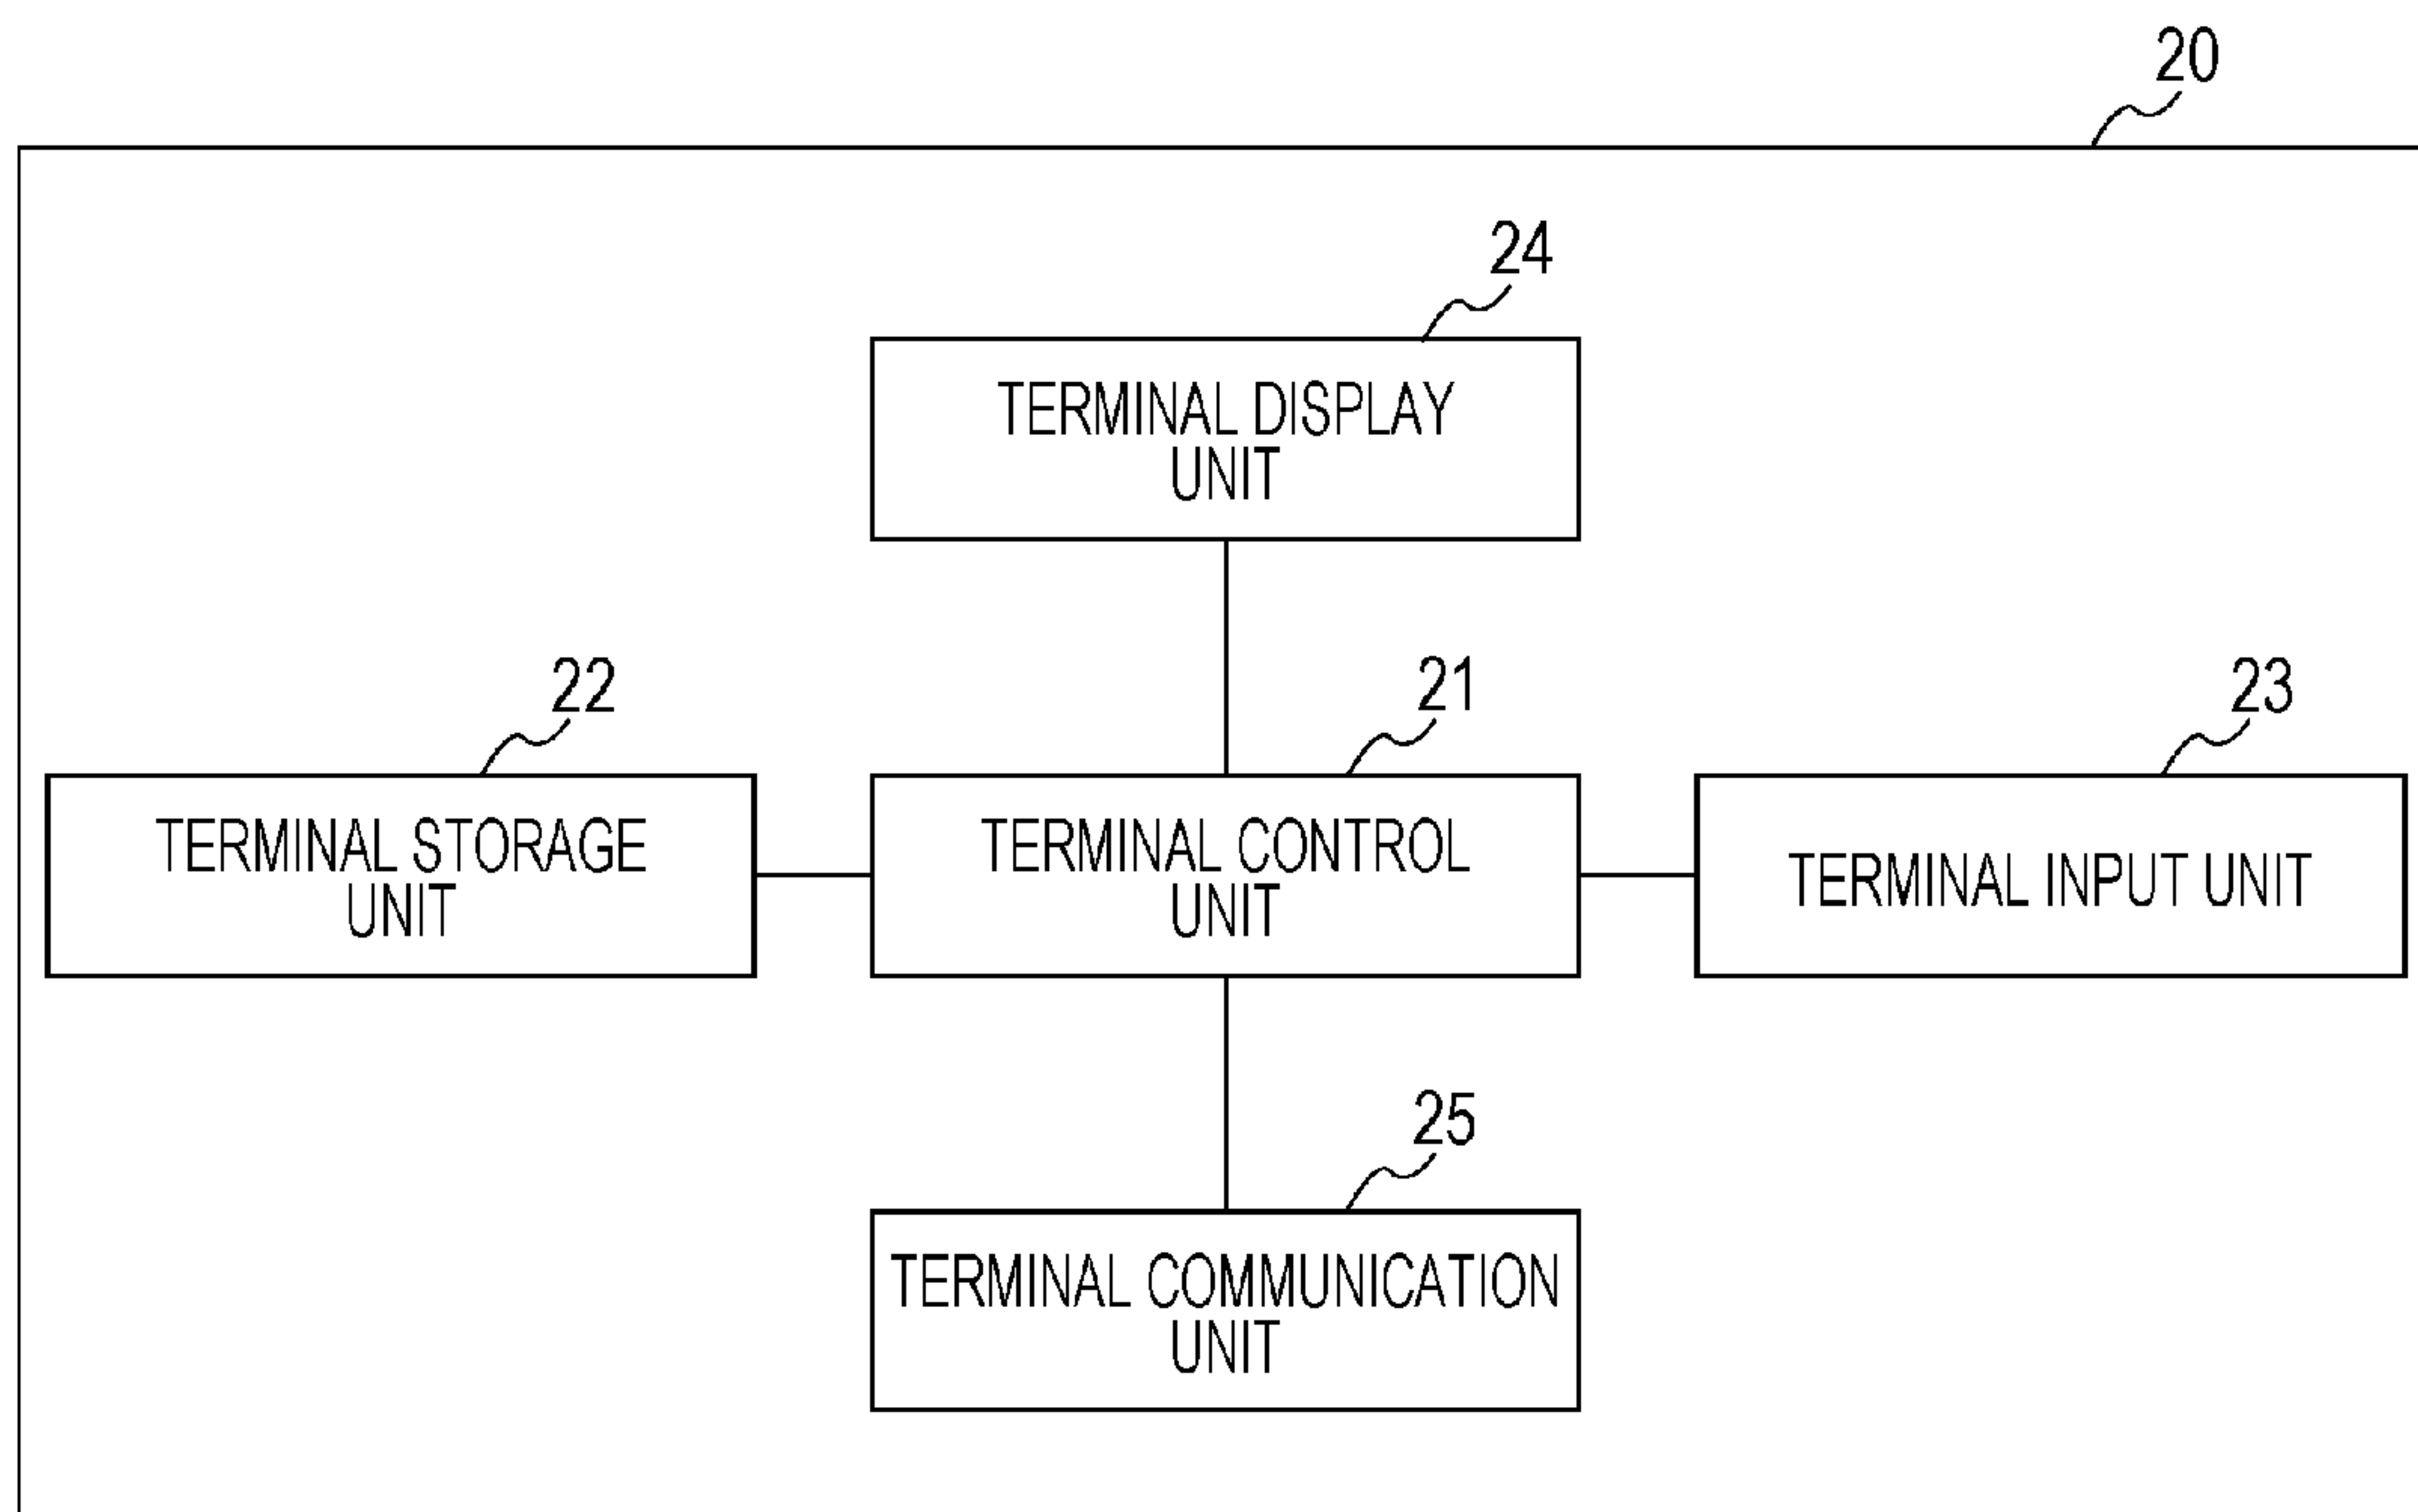 20
24
TERMINAL DISPLAY
UNIT
22
21
23
TERMINAL STORAGE
UNIT
TERMINAL CONTROL
UNIT
TERMINAL INPUT UNIT
25
TERMINAL COMMUNICATION
UNIT